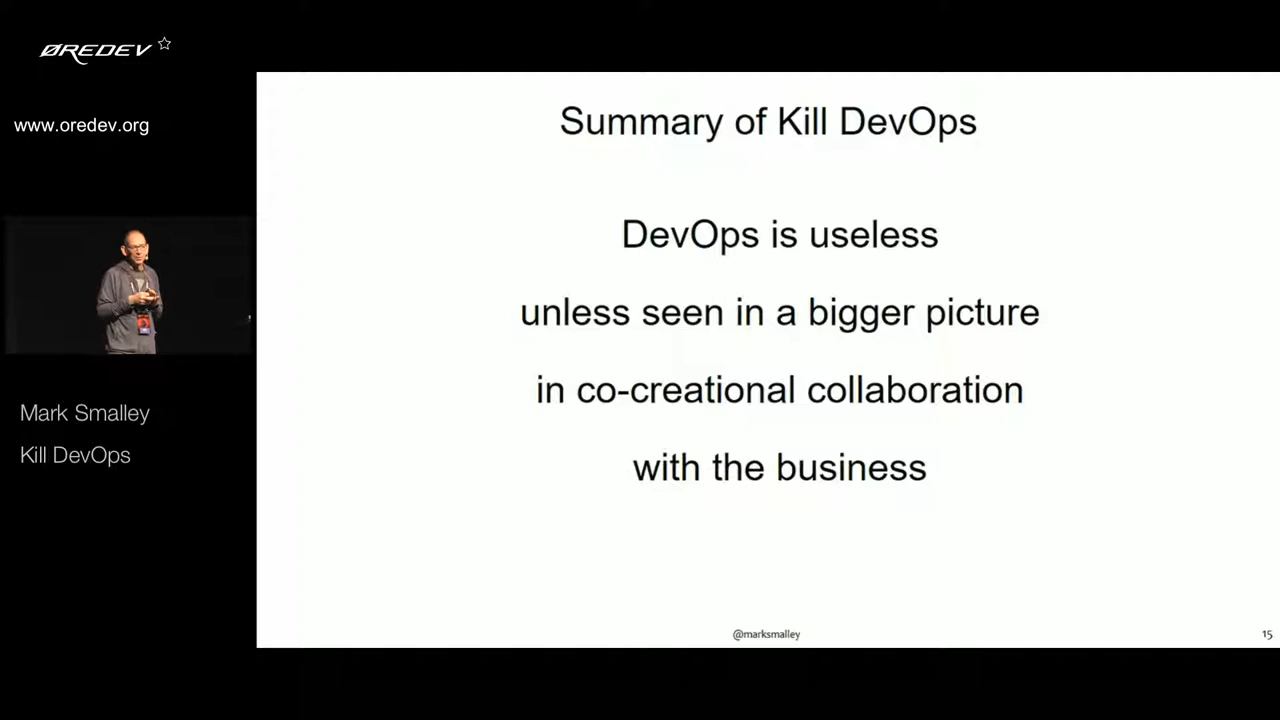 ØREDEV
www.oredev.org
Mark Smalley
Kill DevOps
Summary of Kill DevOps
DevOps is useless
unless seen in a bigger picture
in co-creational collaboration
with the business
@marksmalley
15